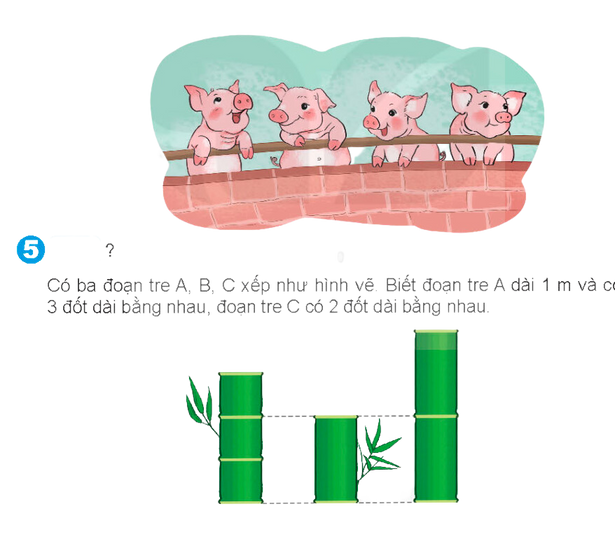 5 ?
Có ba đoạn tre A, B, C xếp như hình vẽ. Biết đoạn tre A dài 1 m và
3 đốt dài bằng nhau, đoạn tre C có 2 đốt dài bằng nhau.